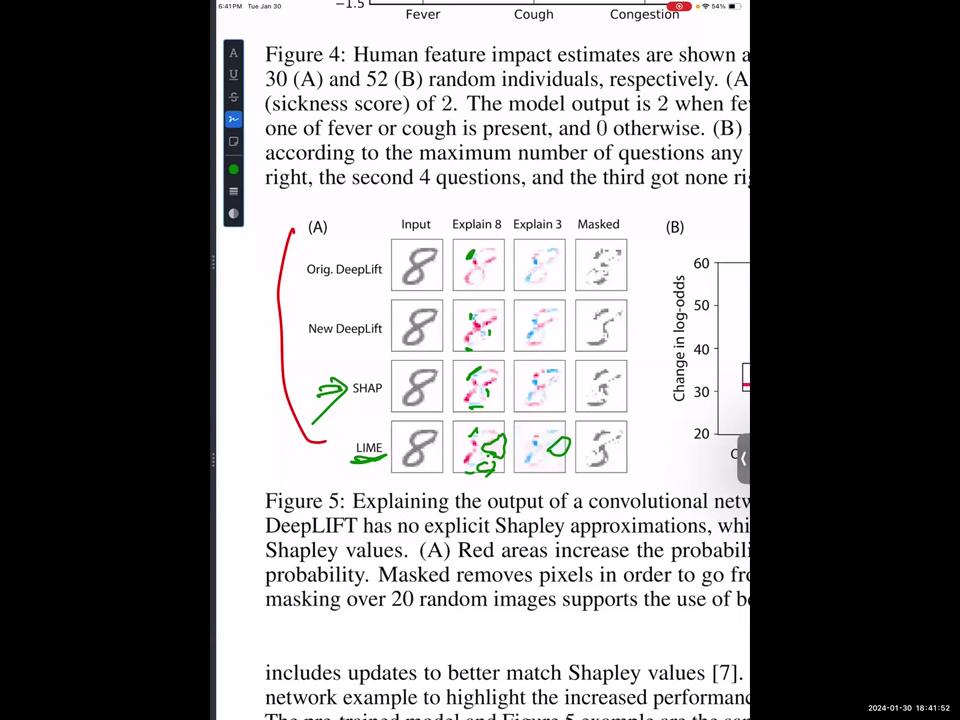 6:41 PM Tue Jan 30
54%
−1.5
Fever Cough Congestion
Figure 4: Human feature impact estimates are shown a
30 (A) and 52 (B) random individuals, respectively. (A
(sickness score) of 2. The model output is 2 when fe
one of fever or cough is present, and 0 otherwise. (B)
according to the maximum number of questions any
right, the second 4 questions, and the third got none ri
(A) Input Explain 8 Explain 3 Masked (B)
Orig. DeepLift
New DeepLift
SHAP
LIME
Change in log-odds
60
50
40
30
20
Figure 5: Explaining the output of a convolutional netw
DeepLIFT has no explicit Shapley approximations, whi
Shapley values. (A) Red areas increase the probabili
probability. Masked removes pixels in order to go fro
masking over 20 random images supports the use of be
includes updates to better match Shapley values [7].
network example to highlight the increased performanc
2024-01-30 18:41:52